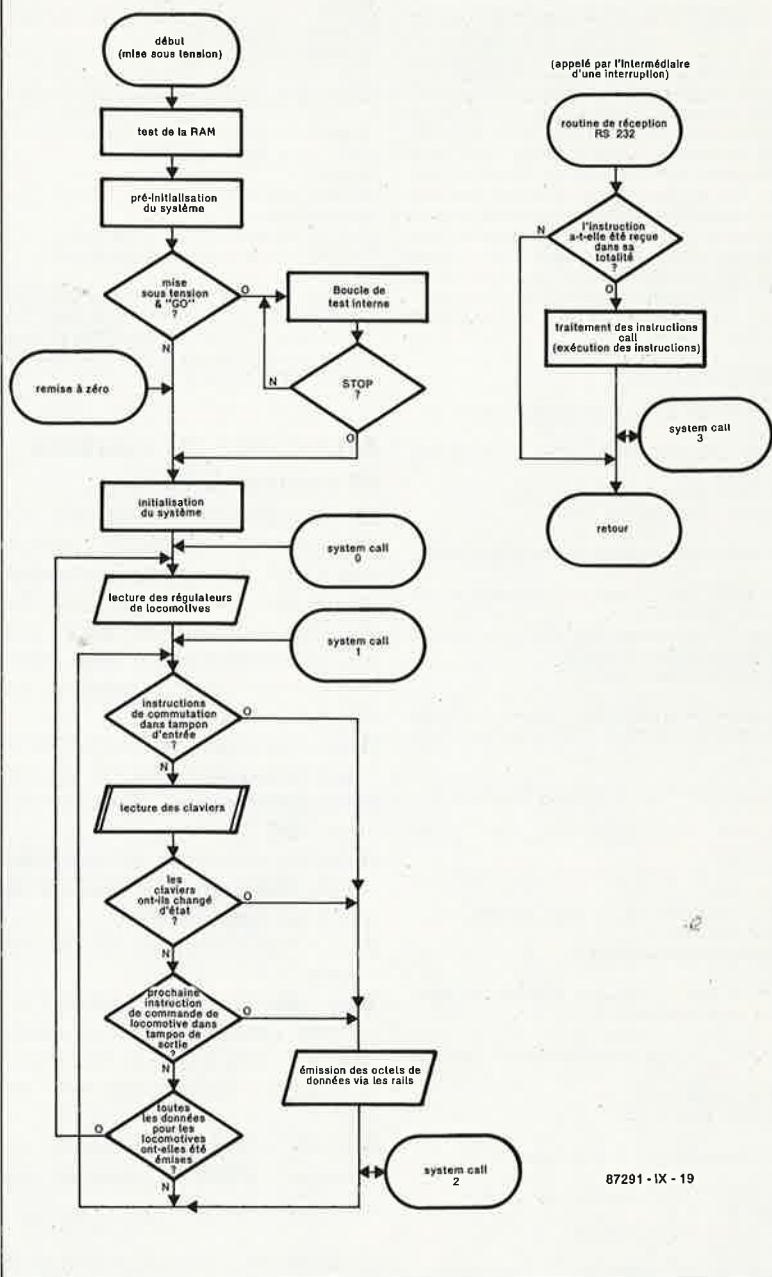 début
(mise sous tension)
test de la RAM
pré-initialisation
du système
mise
sous tension
& "GO"
?
O
N
Boucle de
test interne
STOP
?
N
O
remise à zéro
initialisation
du système
system call
0
lecture des régulateurs
de locomotives
system call
1
instructions
de commutation
dans tampon
d'entrée
?
O
N
lecture des claviers
les
claviers
ont-ils changé
d'état
?
O
N
prochaine
instruction
de commande de
locomotive dans
tampon de
sortie
?
O
N
émission des octets de
données via les rails
toutes
les données
pour les
locomotives
ont-elles été
émises
?
O
N
system call
2
(appelé par l'intermédiaire
d'une interruption)
routine de réception
RS 232
l'instruction
a-t-elle été reçue
dans sa
totalité
?
N
O
traitement des instructions
call
(exécution des instructions)
system call
3
retour
87291 - IX - 19